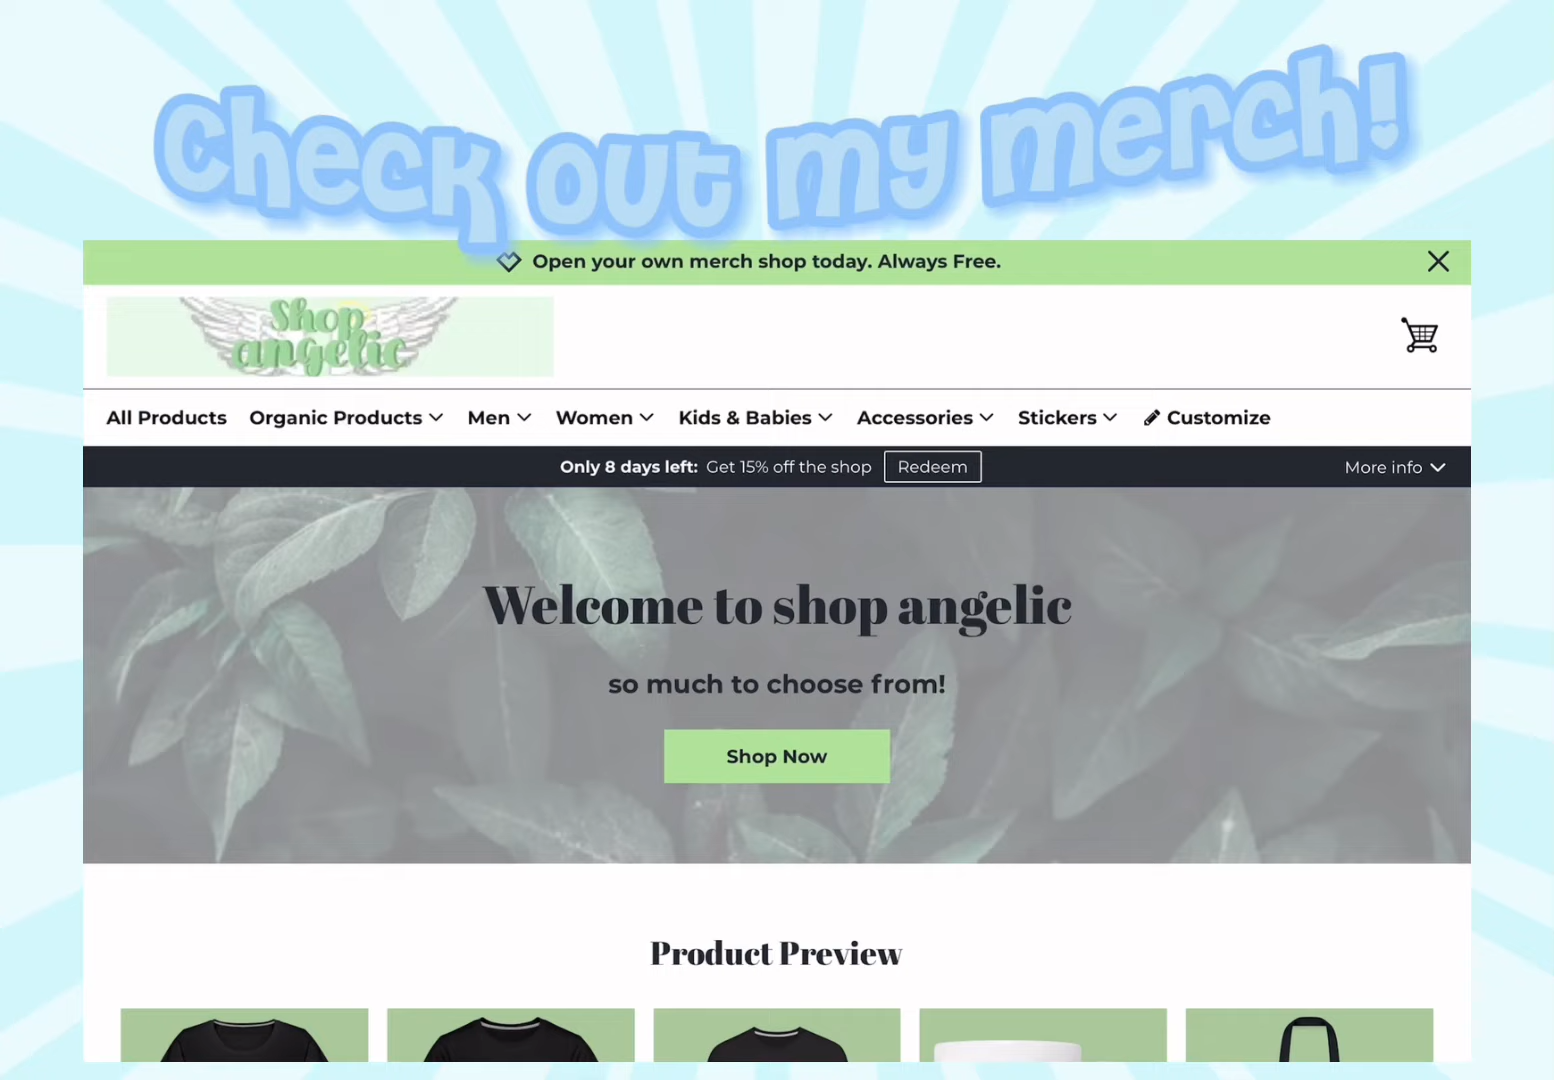 Check out my merch!
Open your own merch shop today. Always Free.
shop
angelic
All Products Organic Products Men Women Kids & Babies Accessories Stickers Customize
Only 8 days left: Get 15% off the shop Redeem More info
Welcome to shop angelic
so much to choose from!
Shop Now
Product Preview